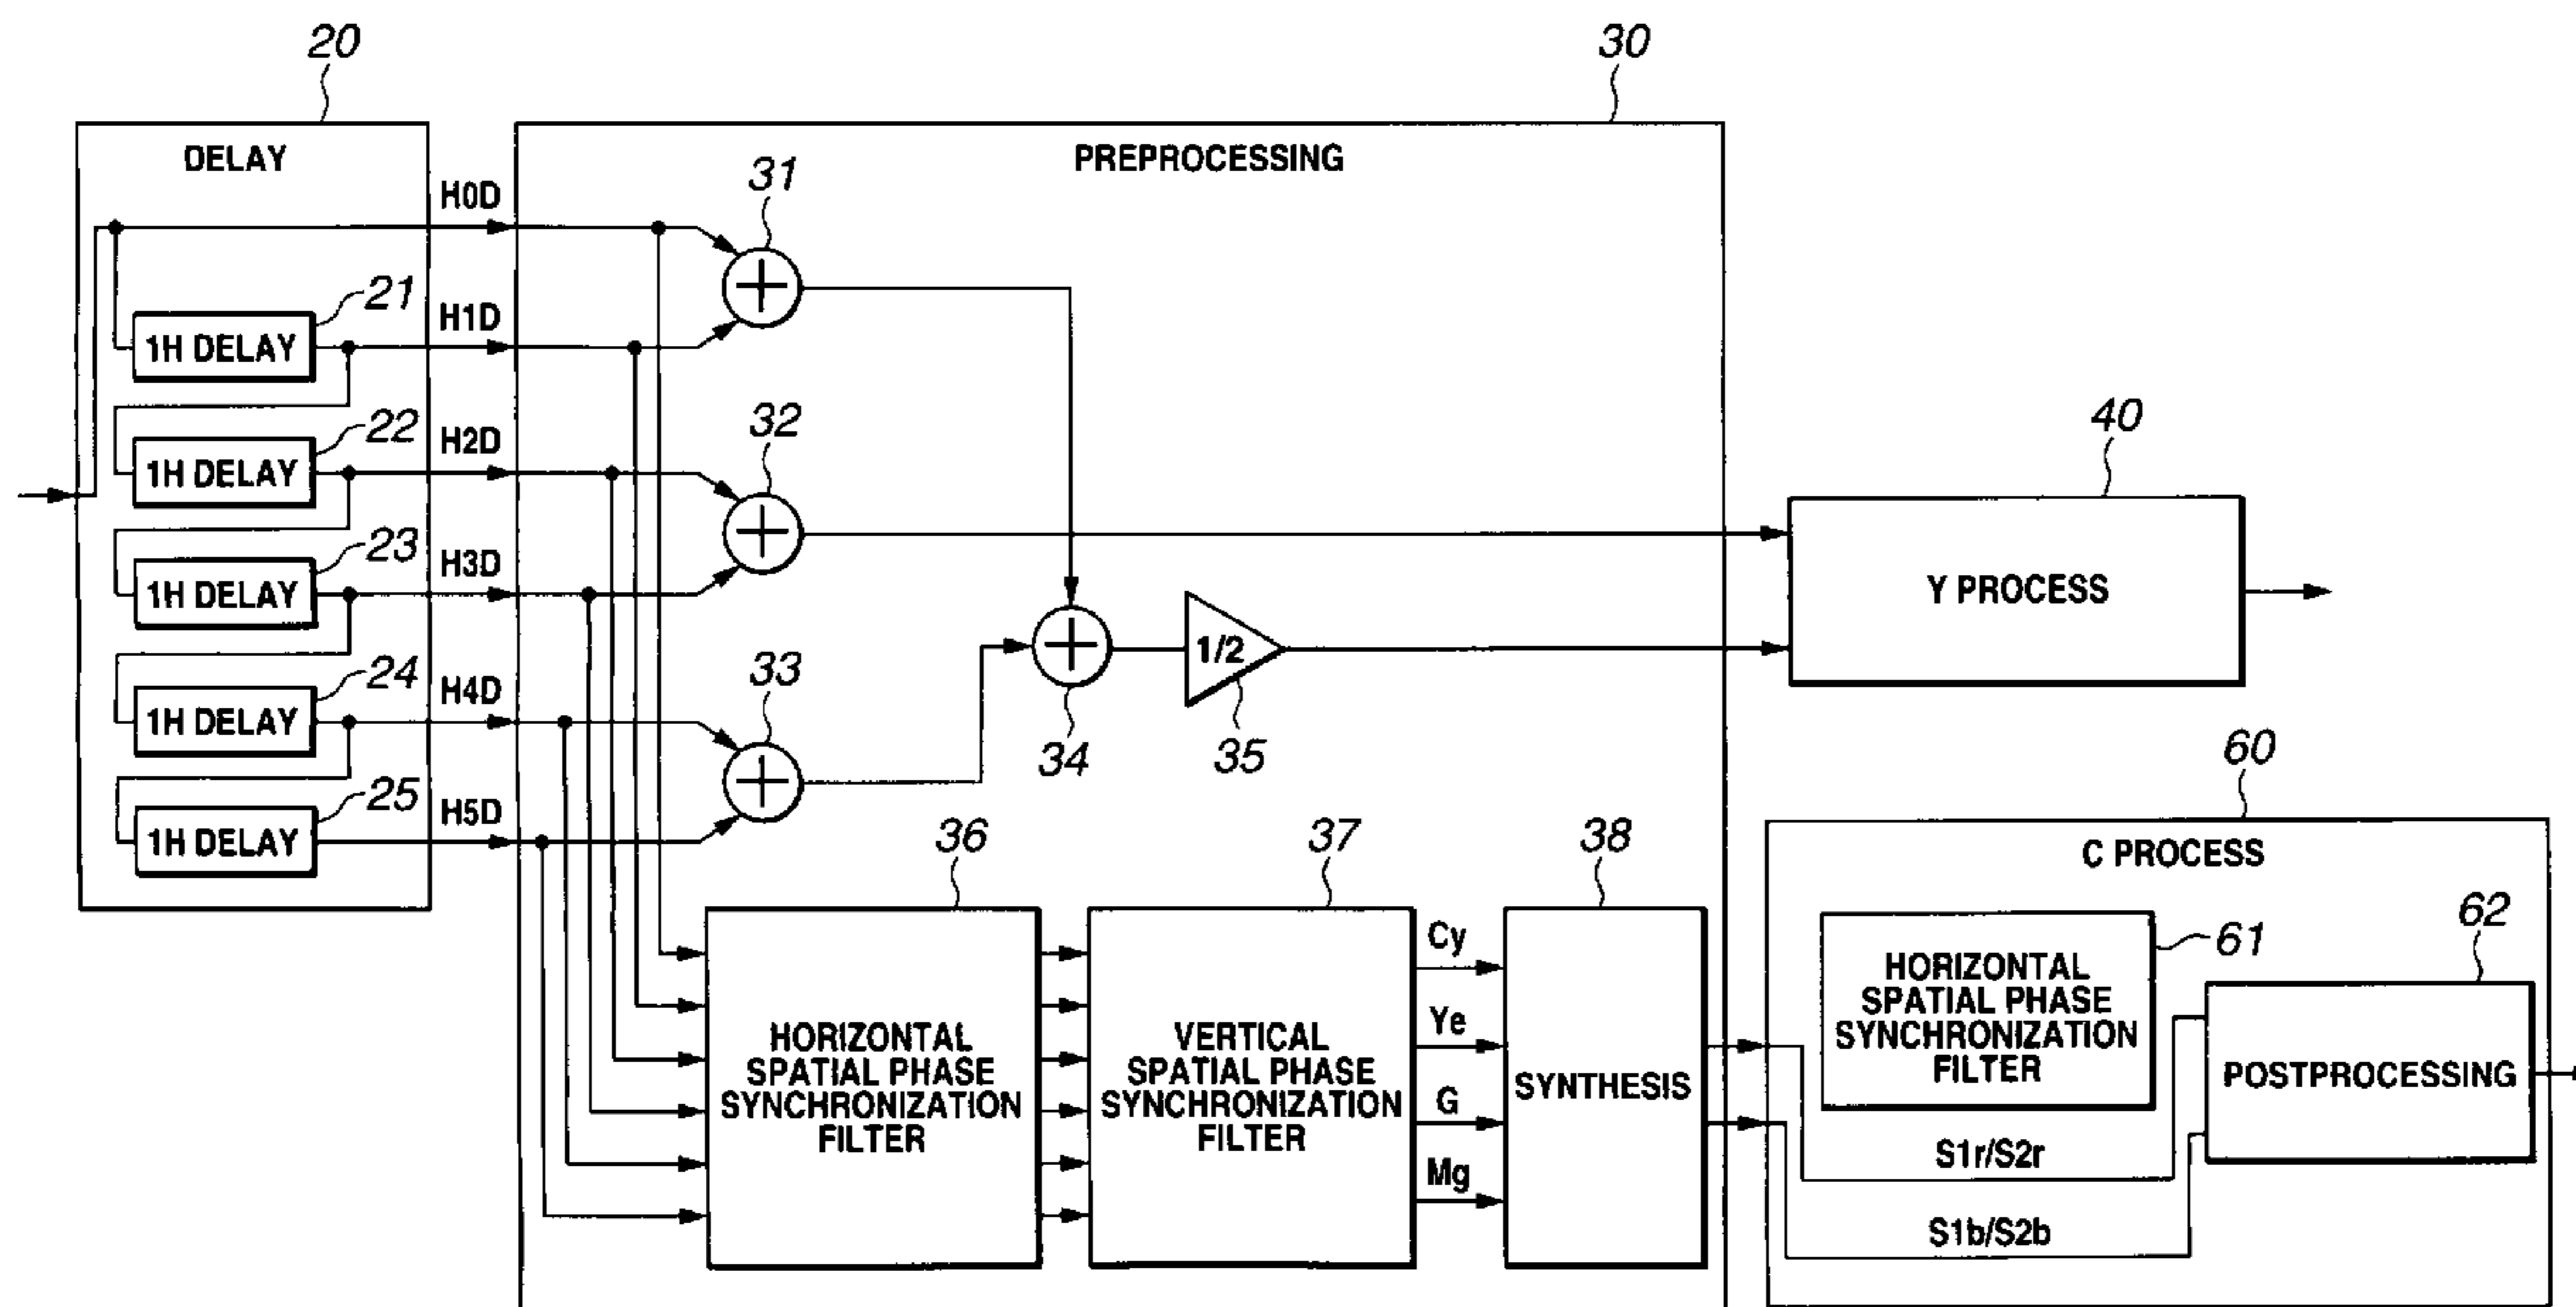 20
30
DELAY
PREPROCESSING
H0D
31
21
1H DELAY
H1D
22
1H DELAY
H2D
32
40
23
1H DELAY
H3D
Y PROCESS
24
1H DELAY
H4D
33
34
1/2
35
25
1H DELAY
H5D
36
37
38
60
C PROCESS
HORIZONTAL
SPATIAL PHASE
SYNCHRONIZATION
FILTER
VERTICAL
SPATIAL PHASE
SYNCHRONIZATION
FILTER
Cy
Ye
G
Mg
SYNTHESIS
HORIZONTAL
SPATIAL PHASE
SYNCHRONIZATION
FILTER
61
62
POSTPROCESSING
S1r/S2r
S1b/S2b